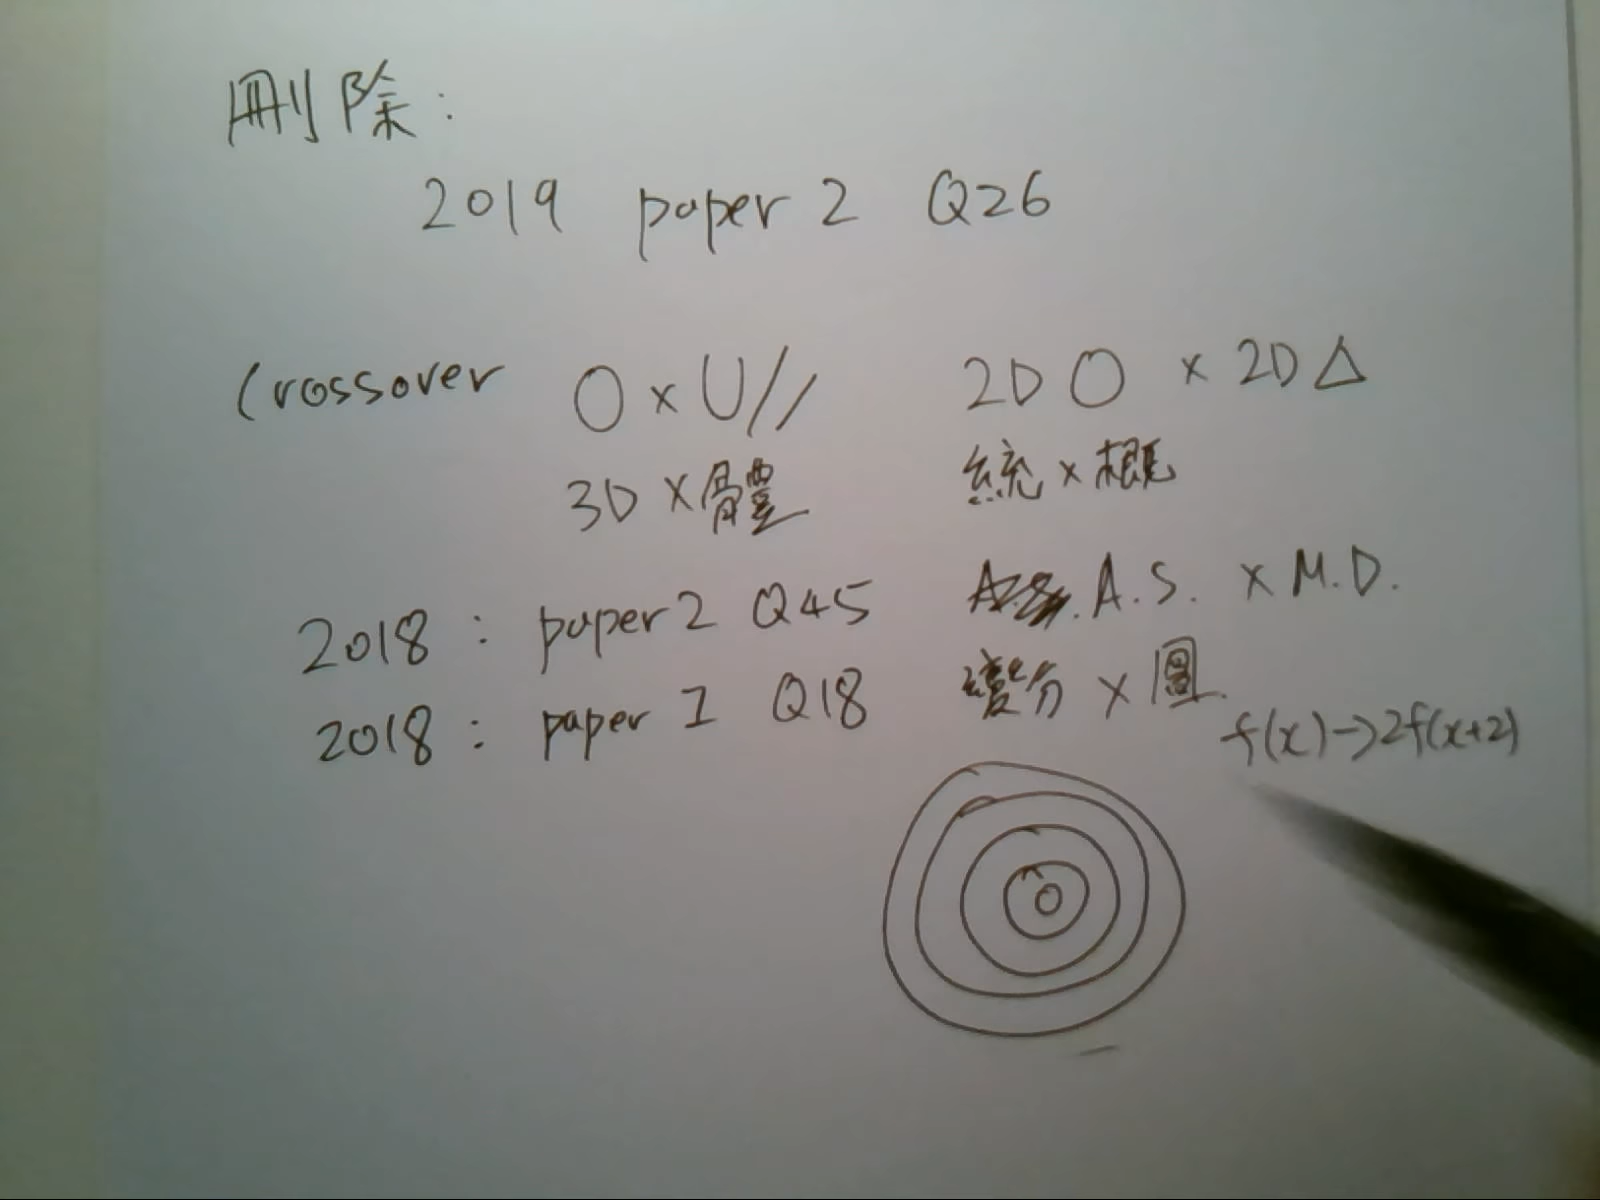 刪除：
2019 paper 2 Q26
Crossover O x U// 2D O x 2D △
3D x 體 統 x 概
2018 : paper 2 Q45 A.S. x M.D.
2018 : paper 1 Q18 變分 x 圖
f(x)→2f(x+2)